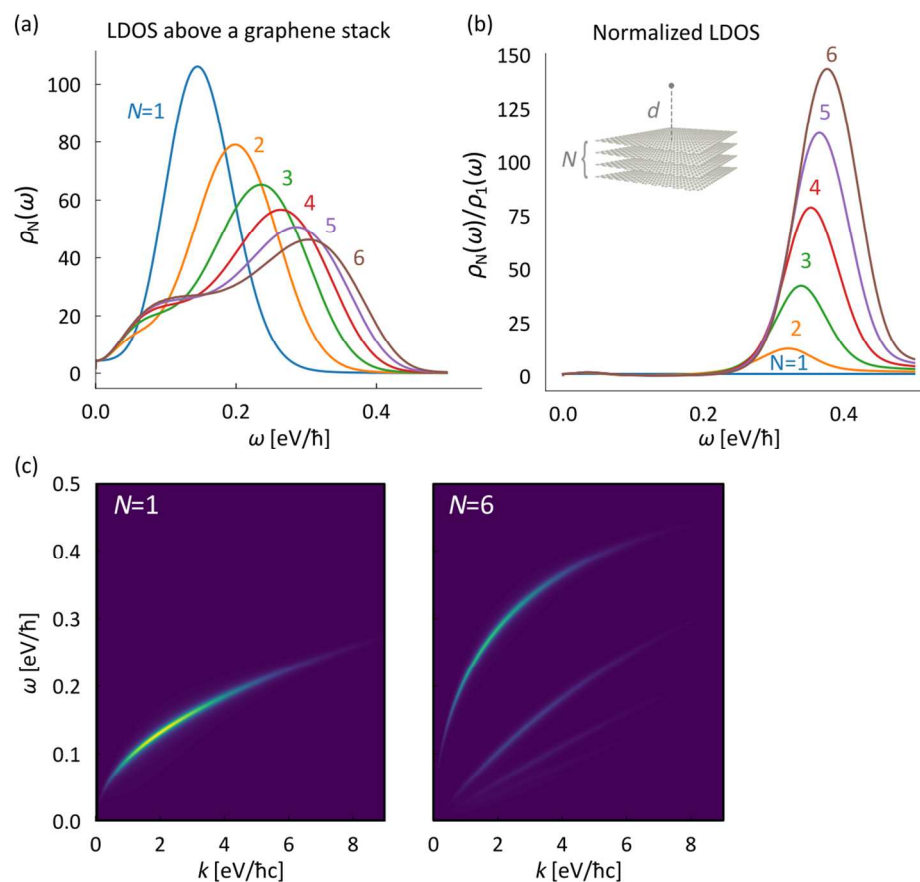 (a)
LDOS above a graphene stack
ρN(ω)
100
80
60
40
20
0
N=1
2
3
4
5
6
0.0
0.2
0.4
ω [eV/ħ]
(b)
Normalized LDOS
ρN(ω)/ρ1(ω)
150
125
100
75
50
25
0
N
d
6
5
4
3
2
N=1
0.0
0.2
0.4
ω [eV/ħ]
(c)
ω [eV/ħ]
0.5
0.4
0.3
0.2
0.1
0.0
N=1
0
2
4
6
8
k [eV/ħc]
N=6
0
2
4
6
8
k [eV/ħc]